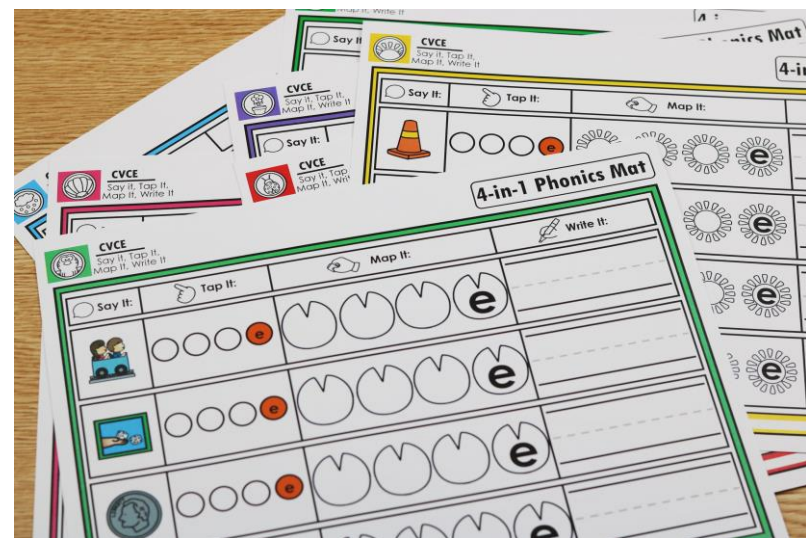 Map It, Write It
Say It:
CVCE
Say it, Tap It,
Map It, Write It
4-in
Say It:
Tap It:
Map It:
e
e
e
e
e
CVCE
Say it, Tap It,
Map It, Write It
Say It:
CVCE
Say it, Tap It,
Map It, Write It
CVCE
Say it, Tap
Map It,
4-in-1 Phonics Mat
CVCE
Say it, Tap It,
Map It, Write It
Say It:
Tap It:
Map It:
Write It:
e
e
e
e
e
e
e